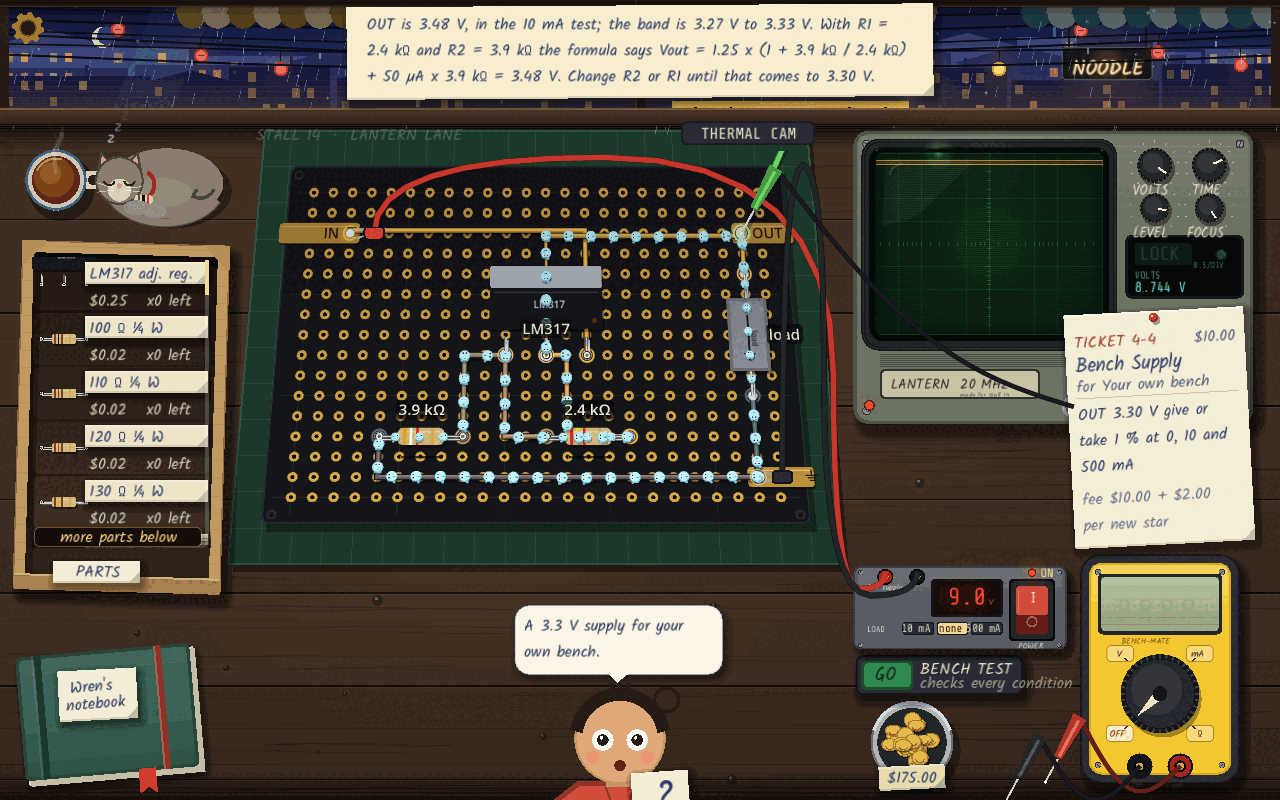 OUT is 3.48 V, in the 10 mA test; the band is 3.27 V to 3.33 V. With R1 =
2.4 kΩ and R2 = 3.9 kΩ the formula says Vout = 1.25 x (1 + 3.9 kΩ / 2.4 kΩ)
+ 50 µA x 3.9 kΩ = 3.48 V. Change R2 or R1 until that comes to 3.30 V.
NOODLE
z
z
z
STALL 14 · LANTERN LANE
THERMAL CAM
IN
OUT
LM317
LM317
load
3.9 kΩ
2.4 kΩ
LM317 adj. reg.
$0.25 x0 left
100 Ω ¼ W
$0.02 x0 left
110 Ω ¼ W
$0.02 x0 left
120 Ω ¼ W
$0.02 x0 left
130 Ω ¼ W
$0.02 x0 left
more parts below
PARTS
VOLTS TIME
LEVEL FOCUS
LOCK
0.5/DIV
VOLTS
8.744 V
LANTERN 20 MHz
made for Stall 14
TICKET 4-4 $10.00
Bench Supply
for Your own bench
OUT 3.30 V give or
take 1 % at 0, 10 and
500 mA
fee $10.00 + $2.00
per new star
supply
9.0 V
ON
I
LOAD 10 mA none 500 mA
POWER
GO
BENCH TEST
checks every condition
$175.00
BENCH-MATE
V
mA
OFF
Ω
A 3.3 V supply for your
own bench.
?
Wren's
notebook